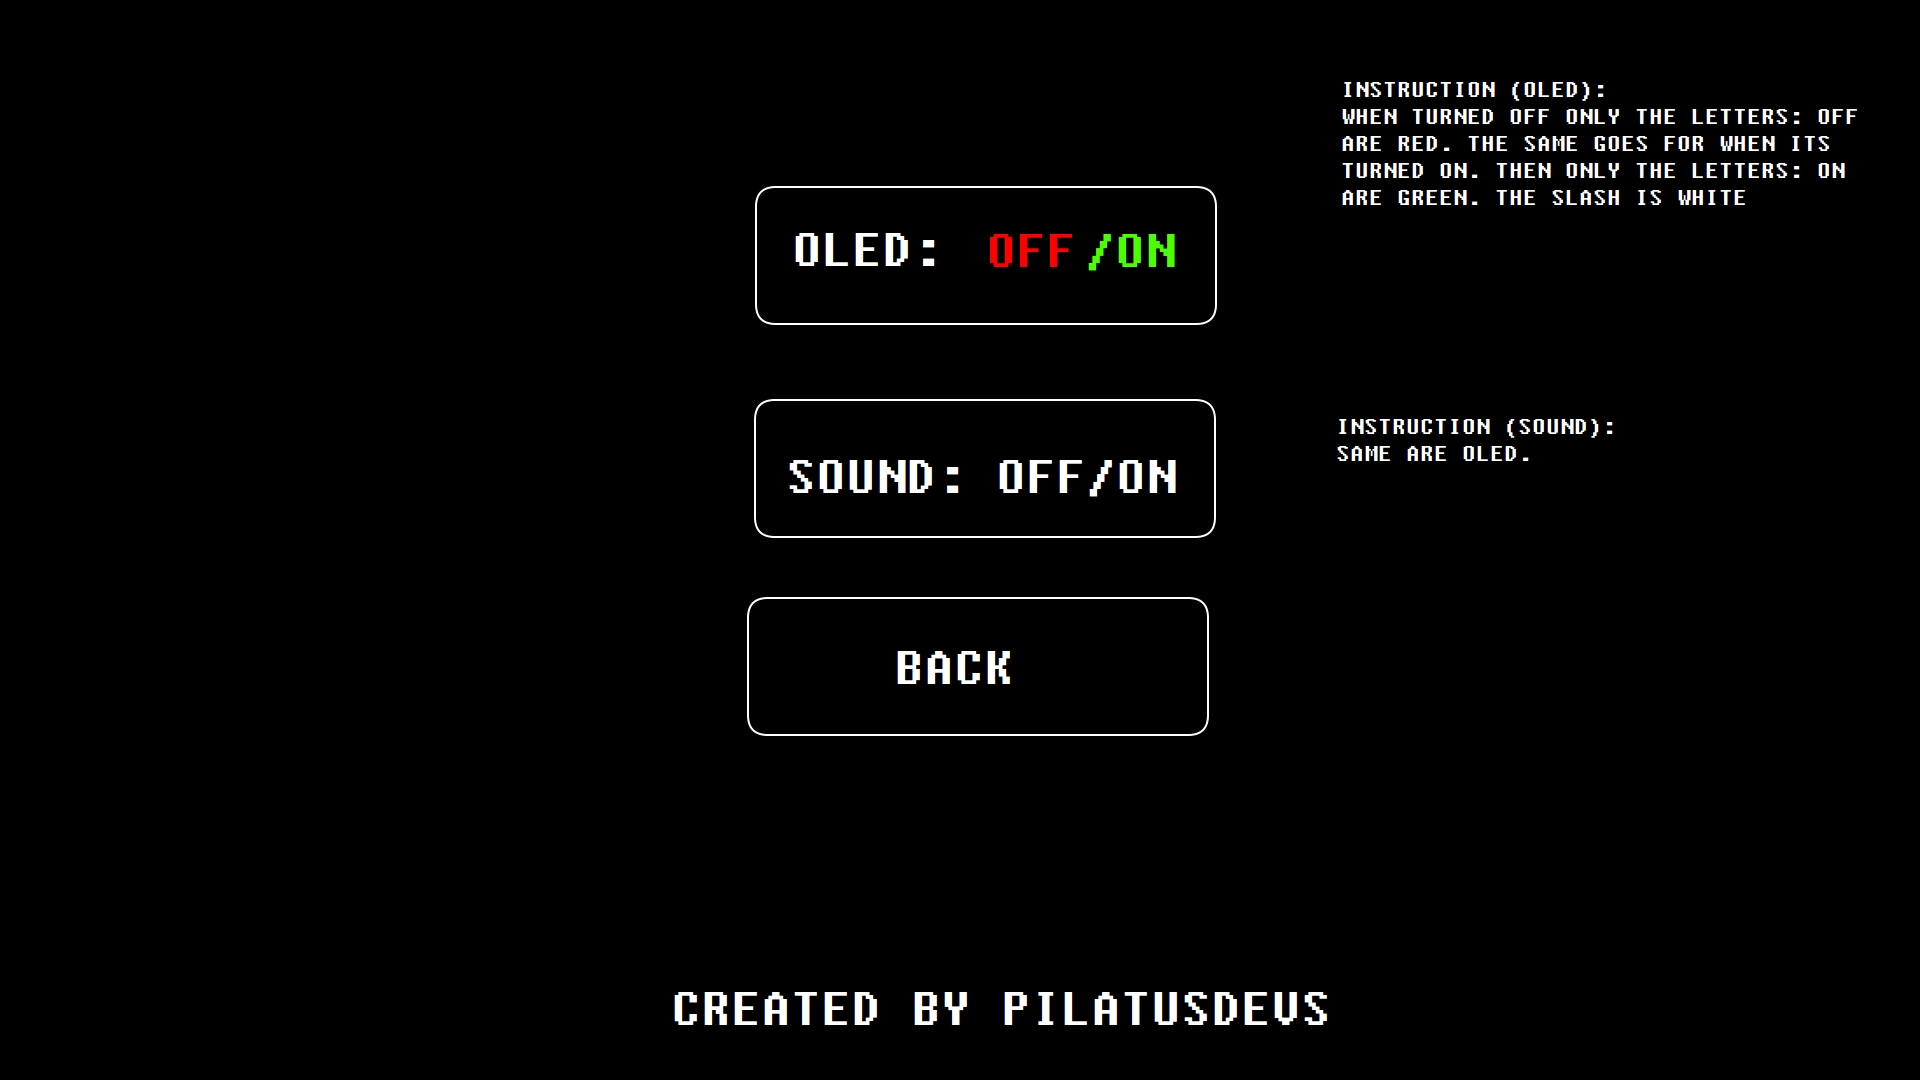 INSTRUCTION (OLED):
WHEN TURNED OFF ONLY THE LETTERS: OFF
ARE RED. THE SAME GOES FOR WHEN ITS
TURNED ON. THEN ONLY THE LETTERS: ON
ARE GREEN. THE SLASH IS WHITE
OLED: OFF/ON
INSTRUCTION (SOUND):
SAME ARE OLED.
SOUND: OFF/ON
BACK
CREATED BY PILATUSDEVS